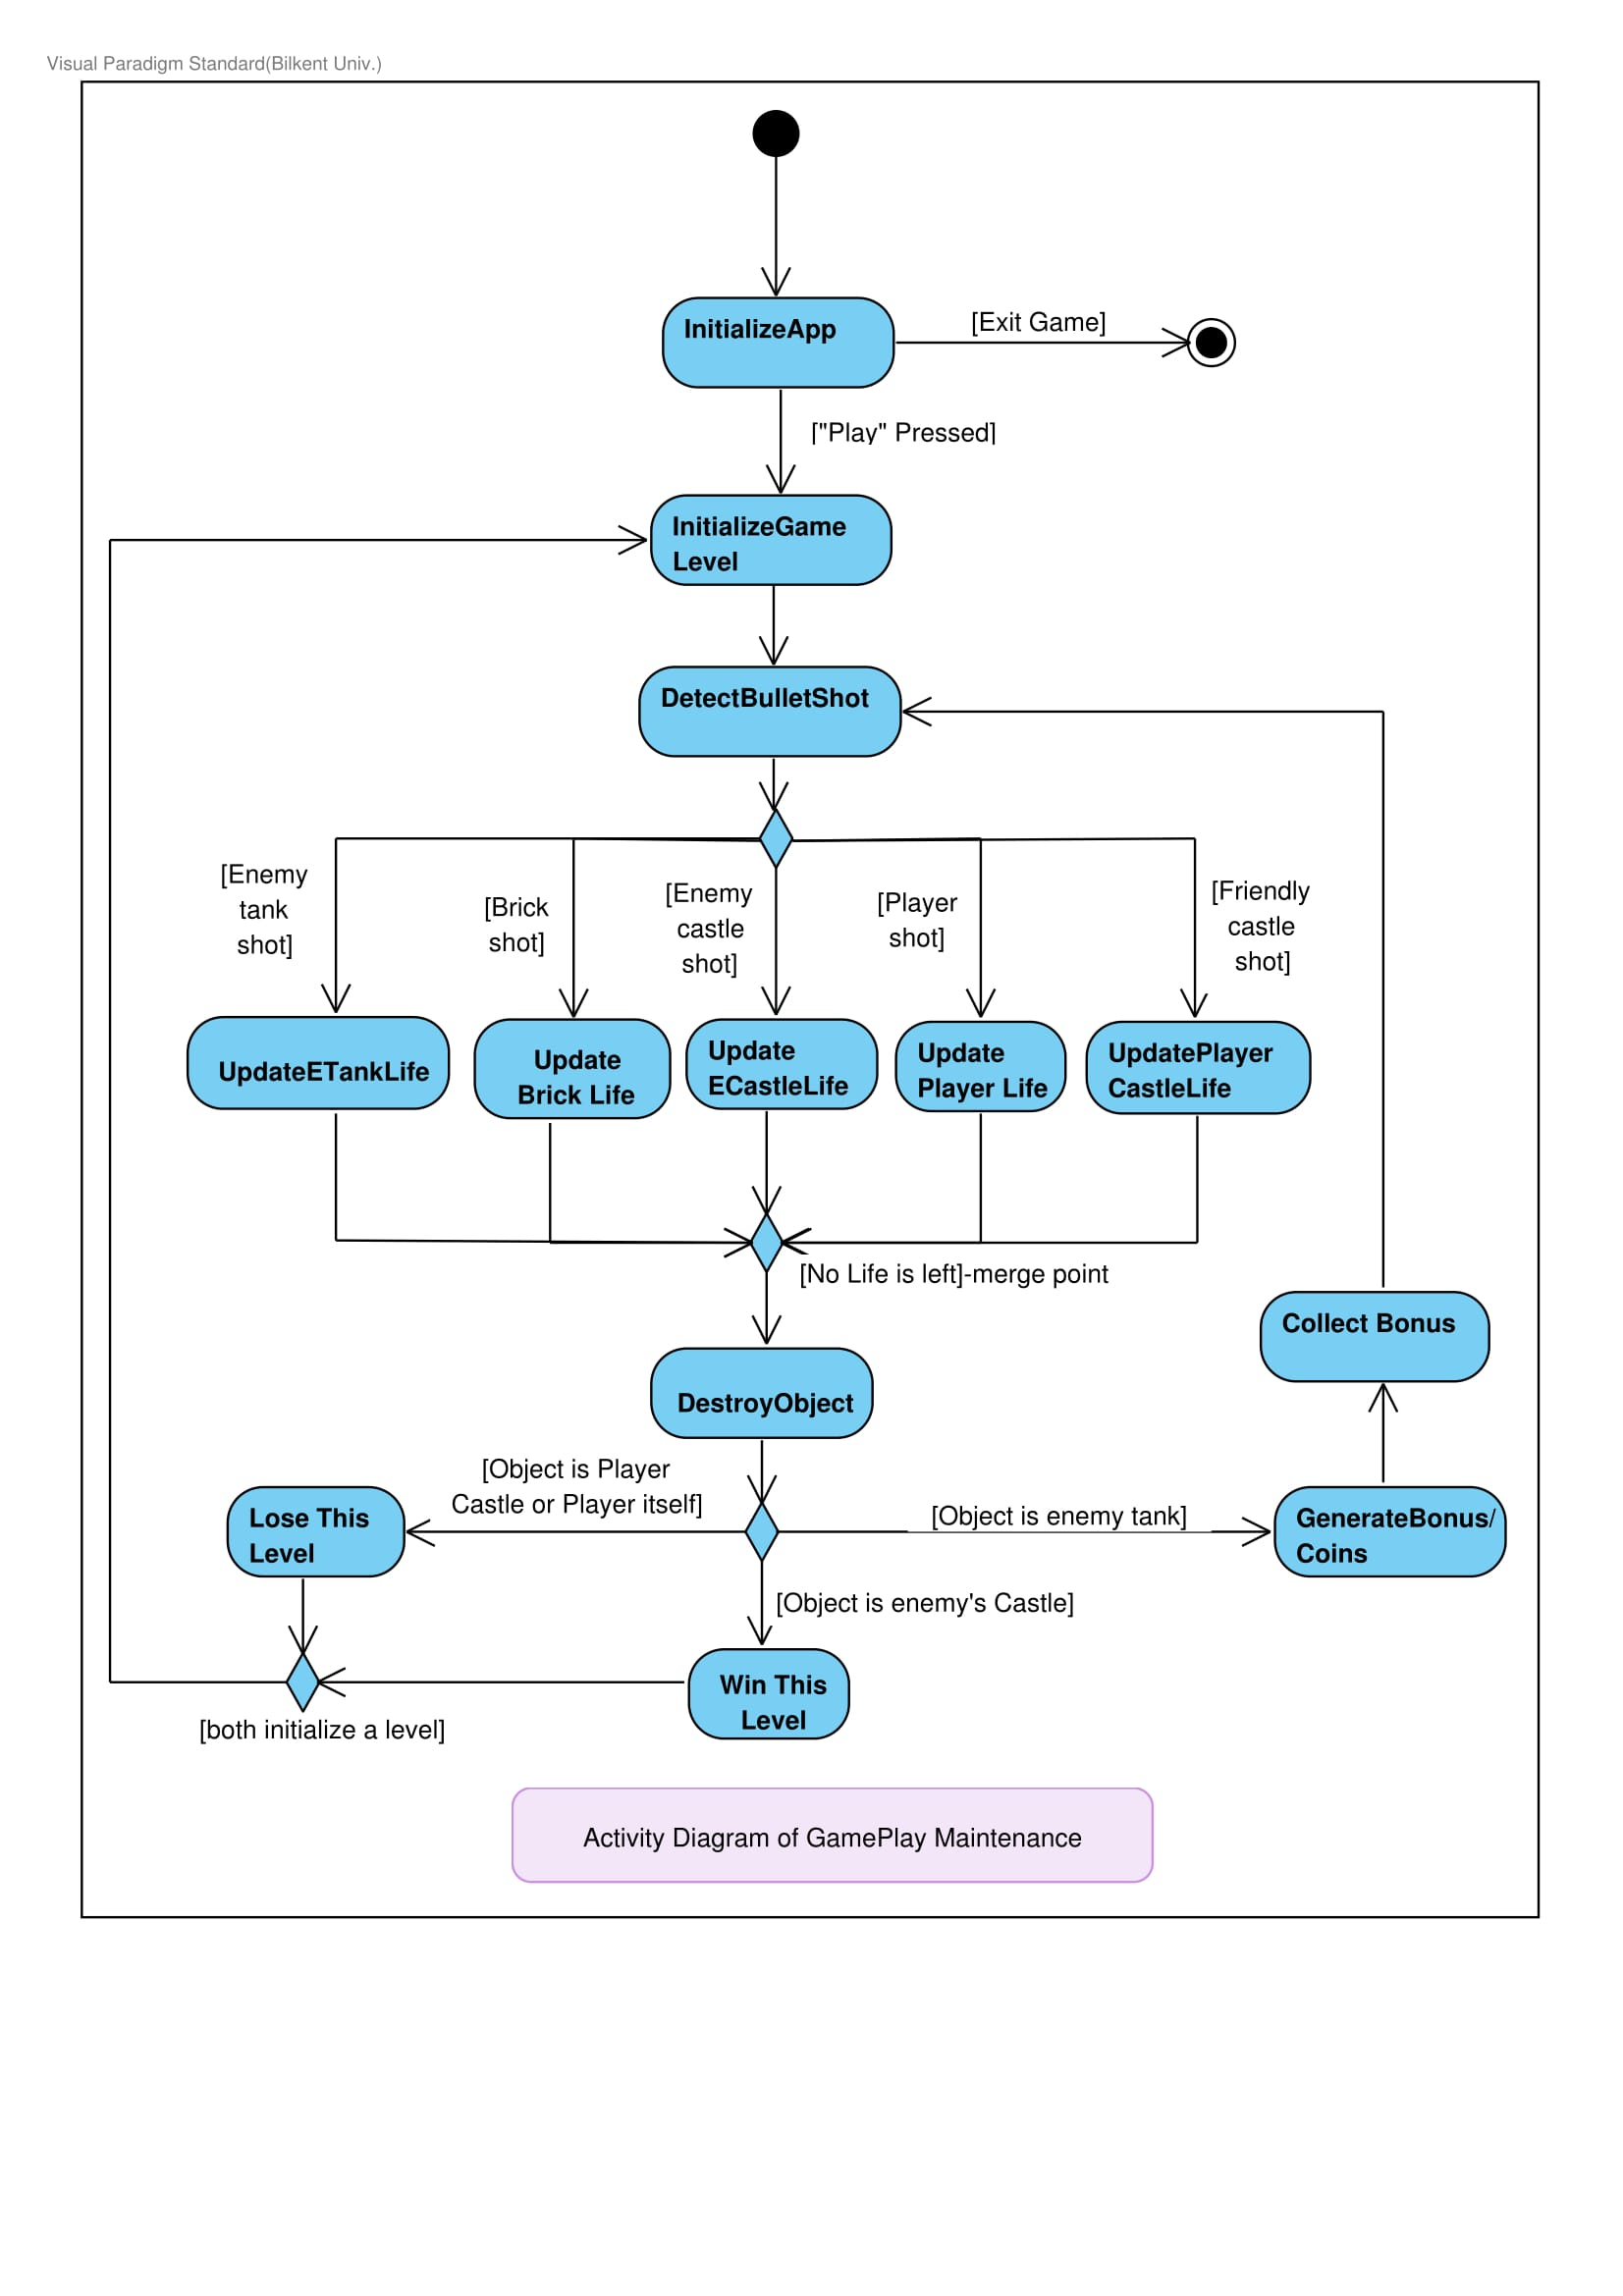 Visual Paradigm Standard(Bilkent Univ.)
InitializeApp
[Exit Game]
["Play" Pressed]
InitializeGame
Level
DetectBulletShot
[Enemy
tank
shot]
[Brick
shot]
[Enemy
castle
shot]
[Player
shot]
[Friendly
castle
shot]
UpdateETankLife
Update
Brick Life
Update
ECastleLife
Update
Player Life
UpdatePlayer
CastleLife
[No Life is left]-merge point
Collect Bonus
DestroyObject
[Object is Player
Castle or Player itself]
[Object is enemy tank]
Lose This
Level
GenerateBonus/
Coins
[Object is enemy's Castle]
Win This
Level
[both initialize a level]
Activity Diagram of GamePlay Maintenance